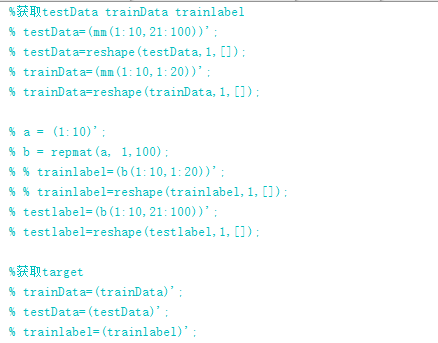 %获取testData trainData trainlabel
% testData=(mm(1:10,21:100))';
% testData=reshape(testData,1,[]);
% trainData=(mm(1:10,1:20))';
% trainData=reshape(trainData,1,[]);
% a = (1:10)';
% b = repmat(a, 1,100);
% % trainlabel=(b(1:10,1:20))';
% % trainlabel=reshape(trainlabel,1,[]);
% testlabel=(b(1:10,21:100))';
% testlabel=reshape(testlabel,1,[]);
%获取target
% trainData=(trainData)';
% testData=(testData)';
% trainlabel=(trainlabel)';